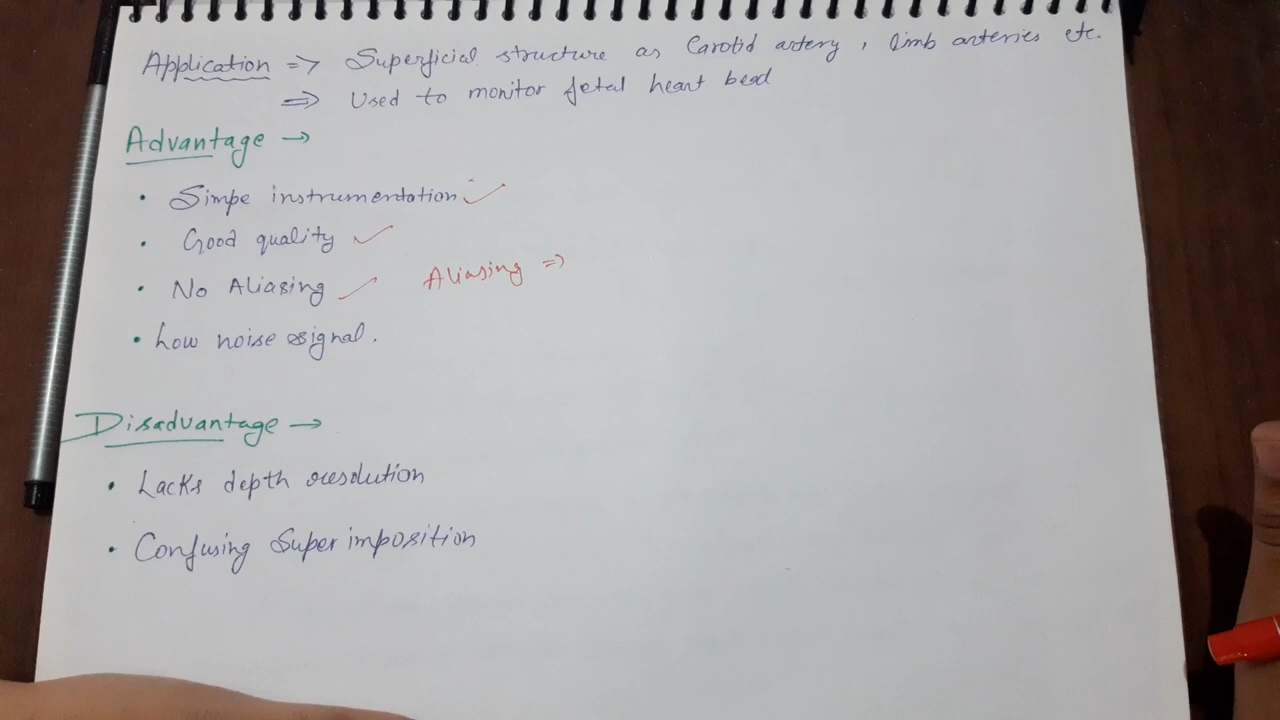 Application => Superficial structure as Carotid artery, limb arteries etc.
=> Used to monitor fetal heart bead
Advantage →
• Simpe instrumentation ✓
• Good quality ✓
• No Aliasing ✓ Aliasing =>
• Low noise signal.
Disadvantage →
• Lacks depth resolution
• Confusing Superimposition